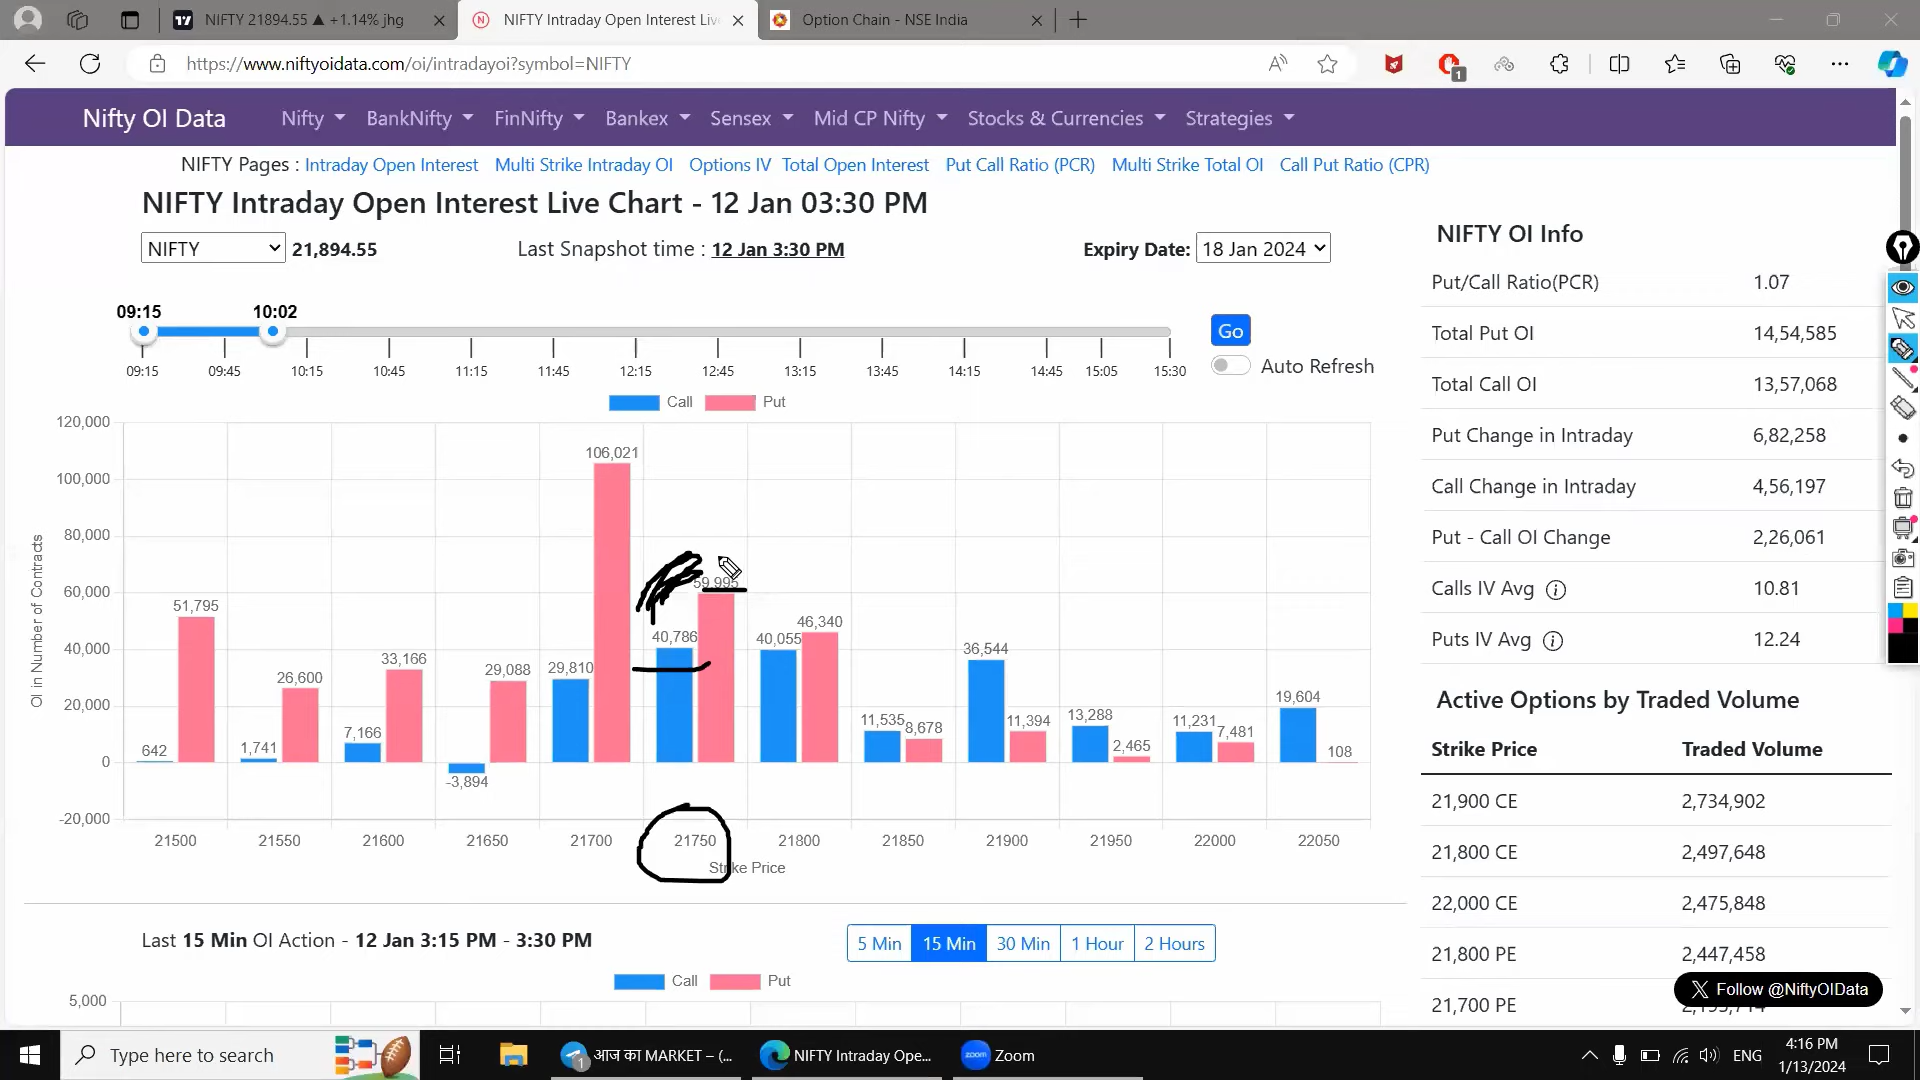 NIFTY 21894.55 ▲ +1.14% jhg
NIFTY Intraday Open Interest Liv
Option Chain - NSE India
https://www.niftyoidata.com/oi/intradayoi?symbol=NIFTY
1
Nifty OI Data
Nifty
BankNifty
FinNifty
Bankex
Sensex
Mid CP Nifty
Stocks & Currencies
Strategies
NIFTY Pages : Intraday Open Interest Multi Strike Intraday OI Options IV Total Open Interest Put Call Ratio (PCR) Multi Strike Total OI Call Put Ratio (CPR)
NIFTY Intraday Open Interest Live Chart - 12 Jan 03:30 PM
NIFTY 21,894.55
Last Snapshot time : 12 Jan 3:30 PM
Expiry Date: 18 Jan 2024
09:15 10:02
Go
09:15 09:45 10:15 10:45 11:15 11:45 12:15 12:45 13:15 13:45 14:15 14:45 15:05 15:30
Auto Refresh
Call Put
OI in Number of Contracts
120,000
100,000
80,000
60,000
40,000
20,000
0
-20,000
642 51,795
1,741 26,600
7,166 33,166
-3,894 29,088
29,810 106,021
40,786 59,995
40,055 46,340
11,535 8,678
36,544 11,394
13,288 2,465
11,231 7,481
19,604 108
21500 21550 21600 21650 21700 21750 21800 21850 21900 21950 22000 22050
Strike Price
Last 15 Min OI Action - 12 Jan 3:15 PM - 3:30 PM
5 Min 15 Min 30 Min 1 Hour 2 Hours
Call Put
5,000
NIFTY OI Info
Put/Call Ratio(PCR) 1.07
Total Put OI 14,54,585
Total Call OI 13,57,068
Put Change in Intraday 6,82,258
Call Change in Intraday 4,56,197
Put - Call OI Change 2,26,061
Calls IV Avg 10.81
Puts IV Avg 12.24
Active Options by Traded Volume
Strike Price Traded Volume
21,900 CE 2,734,902
21,800 CE 2,497,648
22,000 CE 2,475,848
21,800 PE 2,447,458
21,700 PE
Follow @NiftyOIData
Type here to search
1
आज का MARKET – (...
NIFTY Intraday Ope...
zoom
Zoom
ENG
4:16 PM
1/13/2024